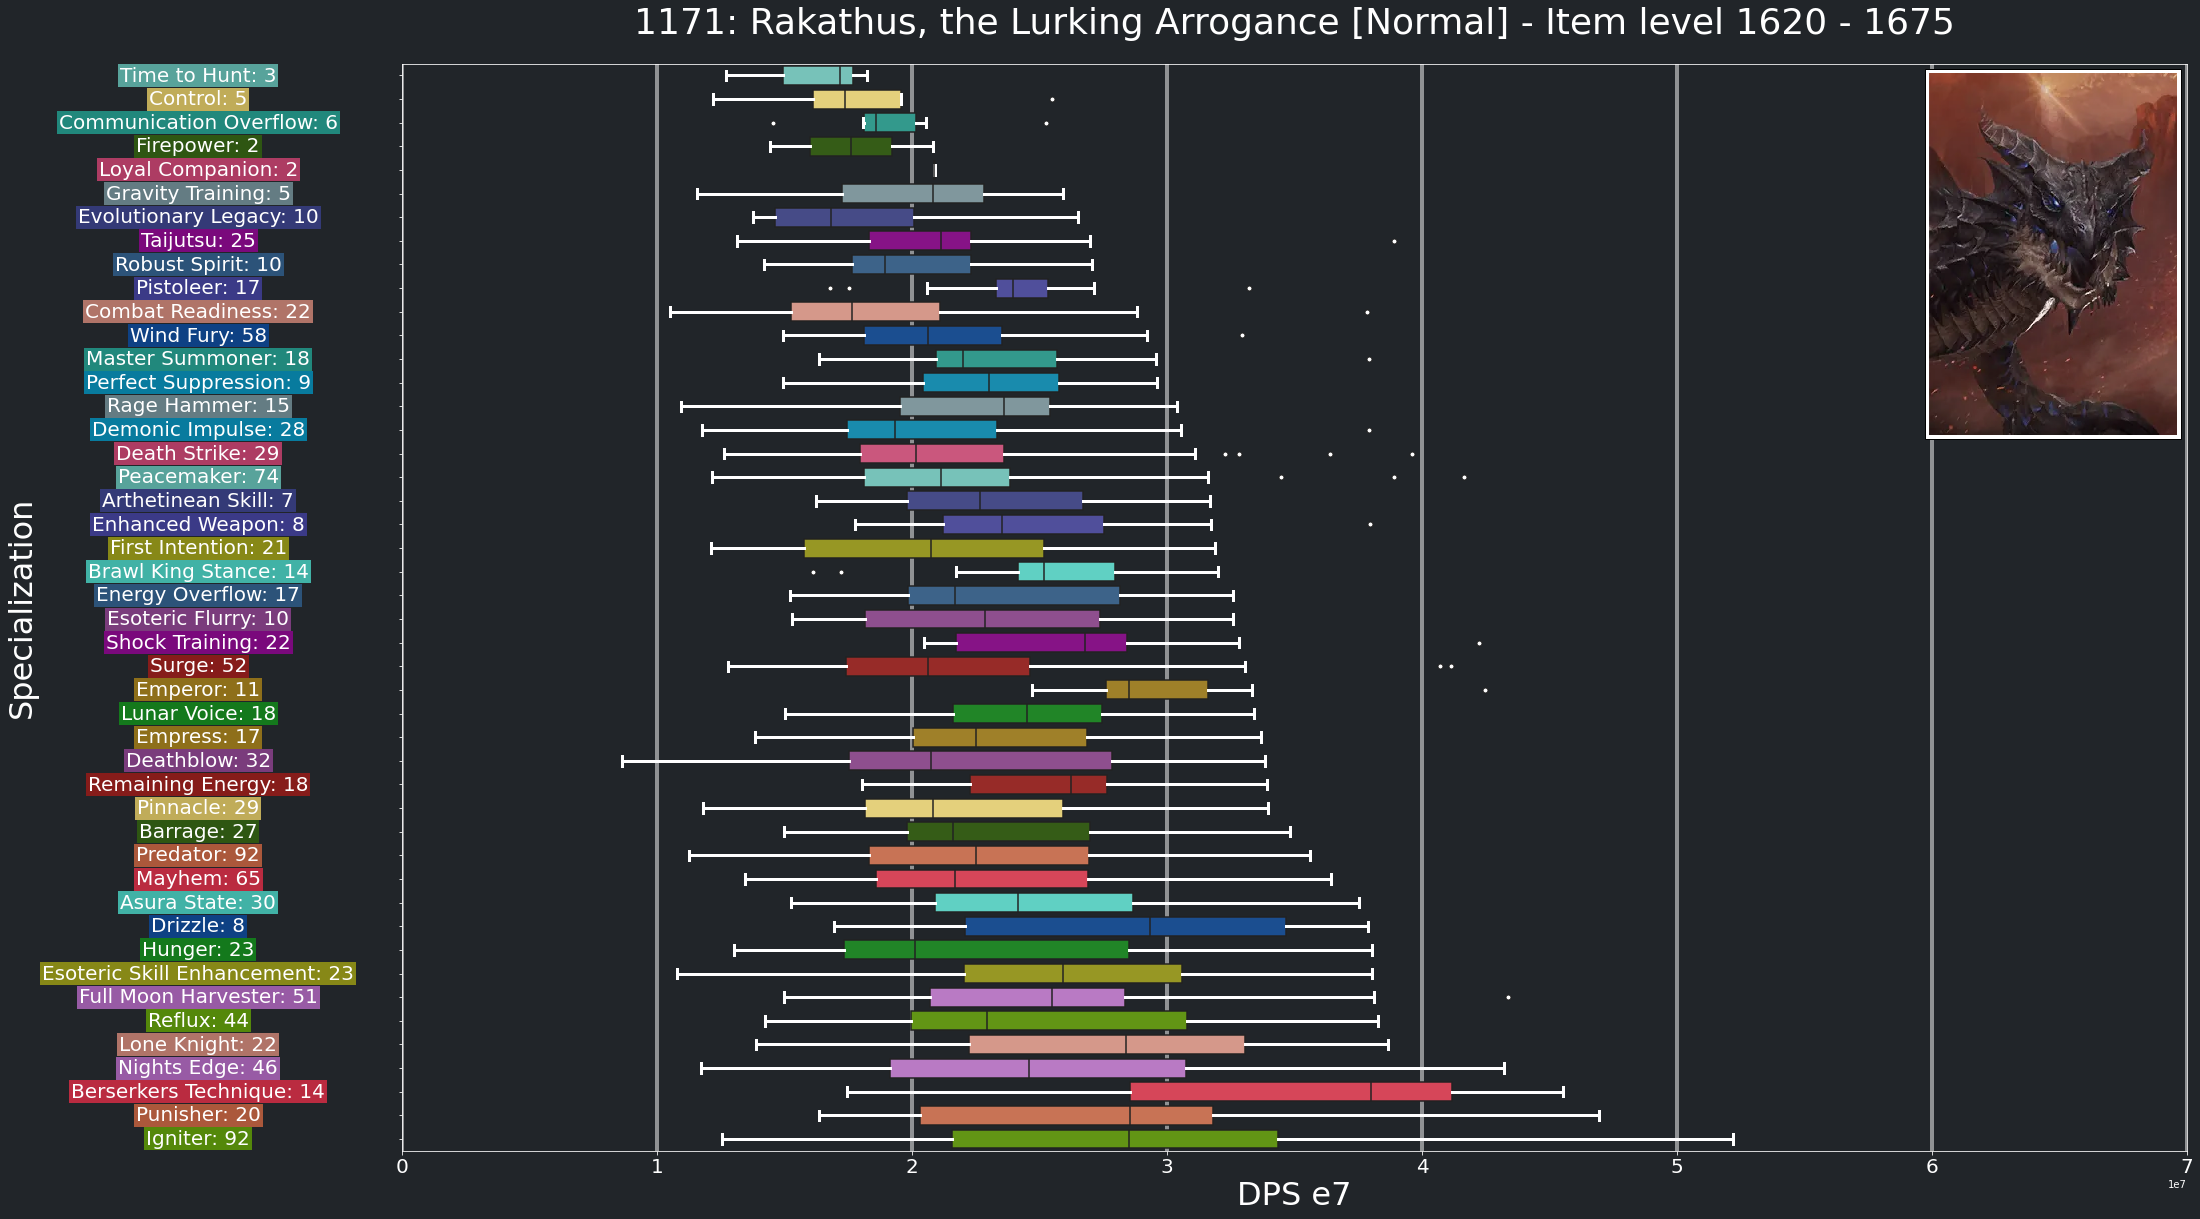 1171: Rakathus, the Lurking Arrogance [Normal] - Item level 1620 - 1675
Specialization
Time to Hunt: 3
Control: 5
Communication Overflow: 6
Firepower: 2
Loyal Companion: 2
Gravity Training: 5
Evolutionary Legacy: 10
Taijutsu: 25
Robust Spirit: 10
Pistoleer: 17
Combat Readiness: 22
Wind Fury: 58
Master Summoner: 18
Perfect Suppression: 9
Rage Hammer: 15
Demonic Impulse: 28
Death Strike: 29
Peacemaker: 74
Arthetinean Skill: 7
Enhanced Weapon: 8
First Intention: 21
Brawl King Stance: 14
Energy Overflow: 17
Esoteric Flurry: 10
Shock Training: 22
Surge: 52
Emperor: 11
Lunar Voice: 18
Empress: 17
Deathblow: 32
Remaining Energy: 18
Pinnacle: 29
Barrage: 27
Predator: 92
Mayhem: 65
Asura State: 30
Drizzle: 8
Hunger: 23
Esoteric Skill Enhancement: 23
Full Moon Harvester: 51
Reflux: 44
Lone Knight: 22
Nights Edge: 46
Berserkers Technique: 14
Punisher: 20
Igniter: 92
0 1 2 3 4 5 6 7
DPS e7
1e7